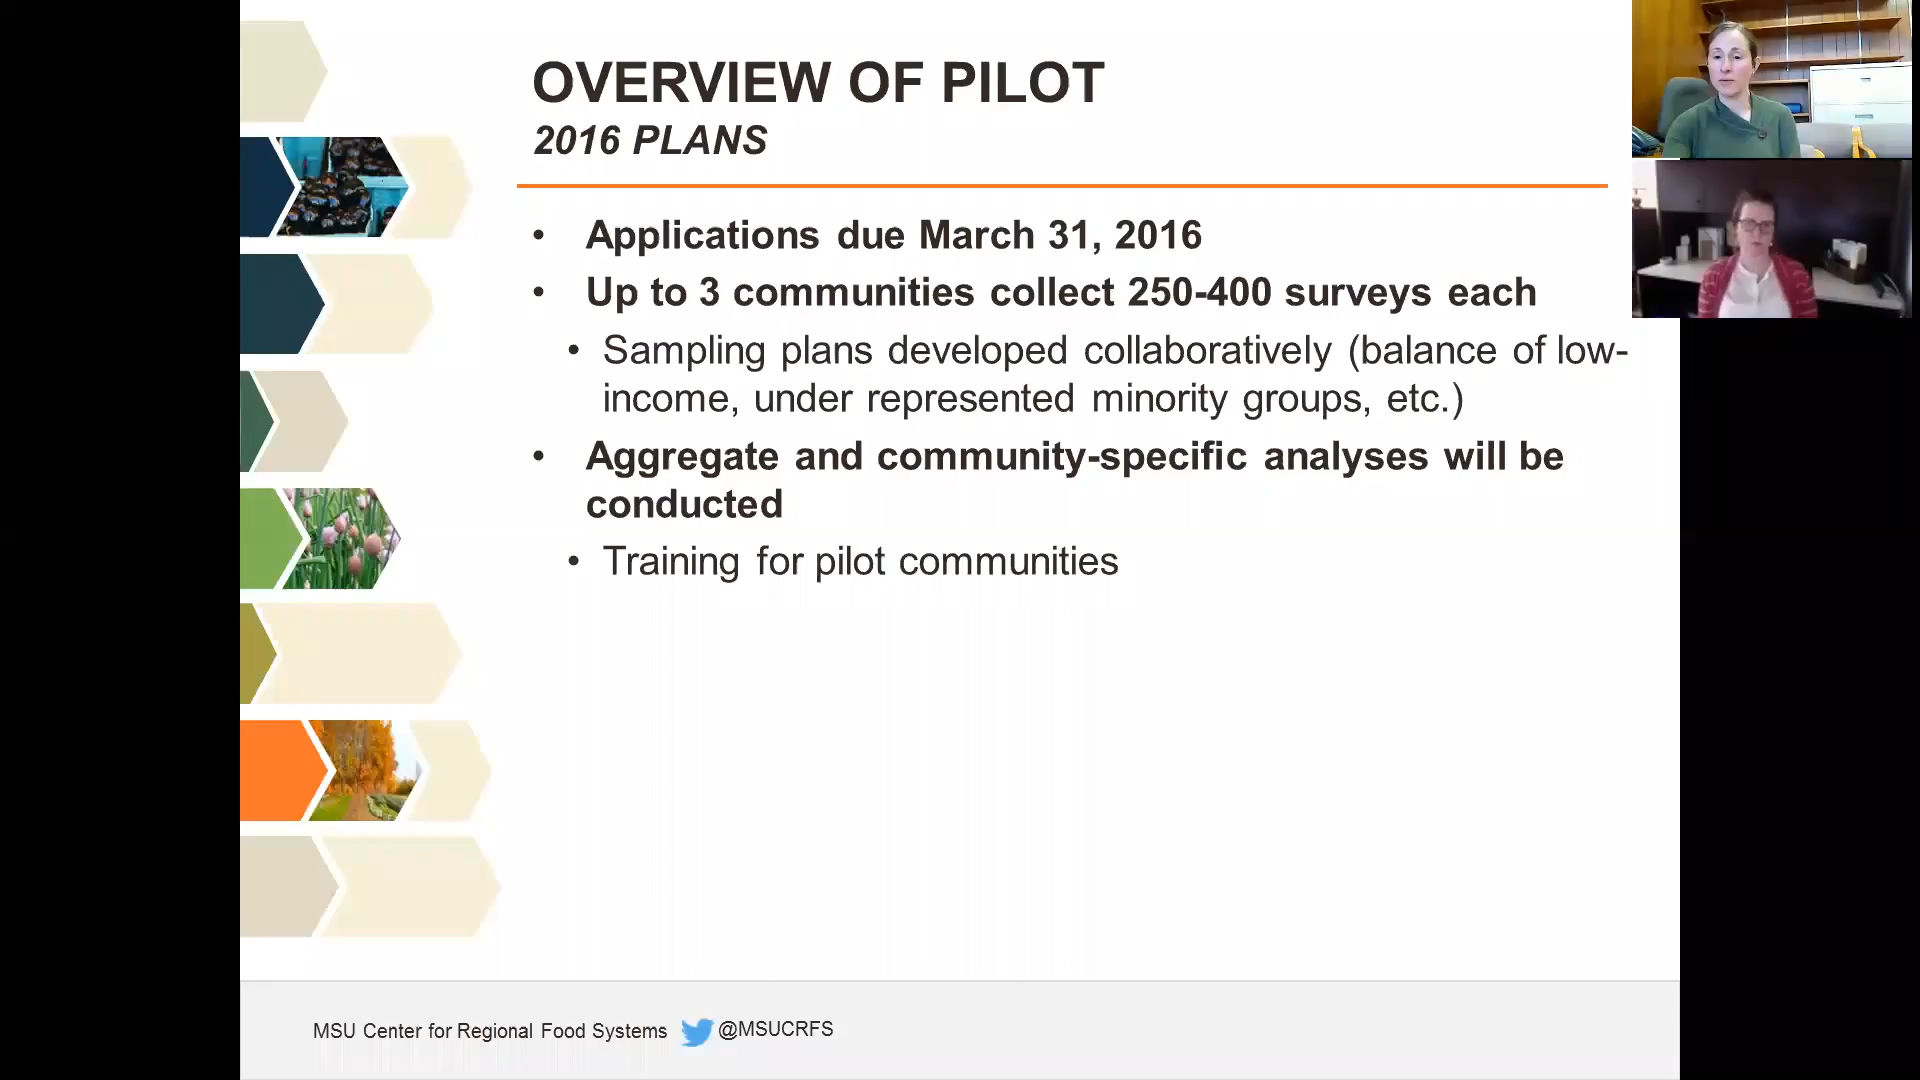 OVERVIEW OF PILOT
2016 PLANS
• Applications due March 31, 2016
• Up to 3 communities collect 250-400 surveys each
• Sampling plans developed collaboratively (balance of low-
income, under represented minority groups, etc.)
• Aggregate and community-specific analyses will be
conducted
• Training for pilot communities
MSU Center for Regional Food Systems @MSUCRFS